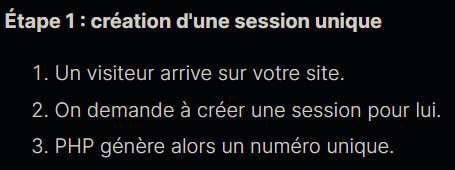 Étape 1 : création d'une session unique
1. Un visiteur arrive sur votre site.
2. On demande à créer une session pour lui.
3. PHP génère alors un numéro unique.